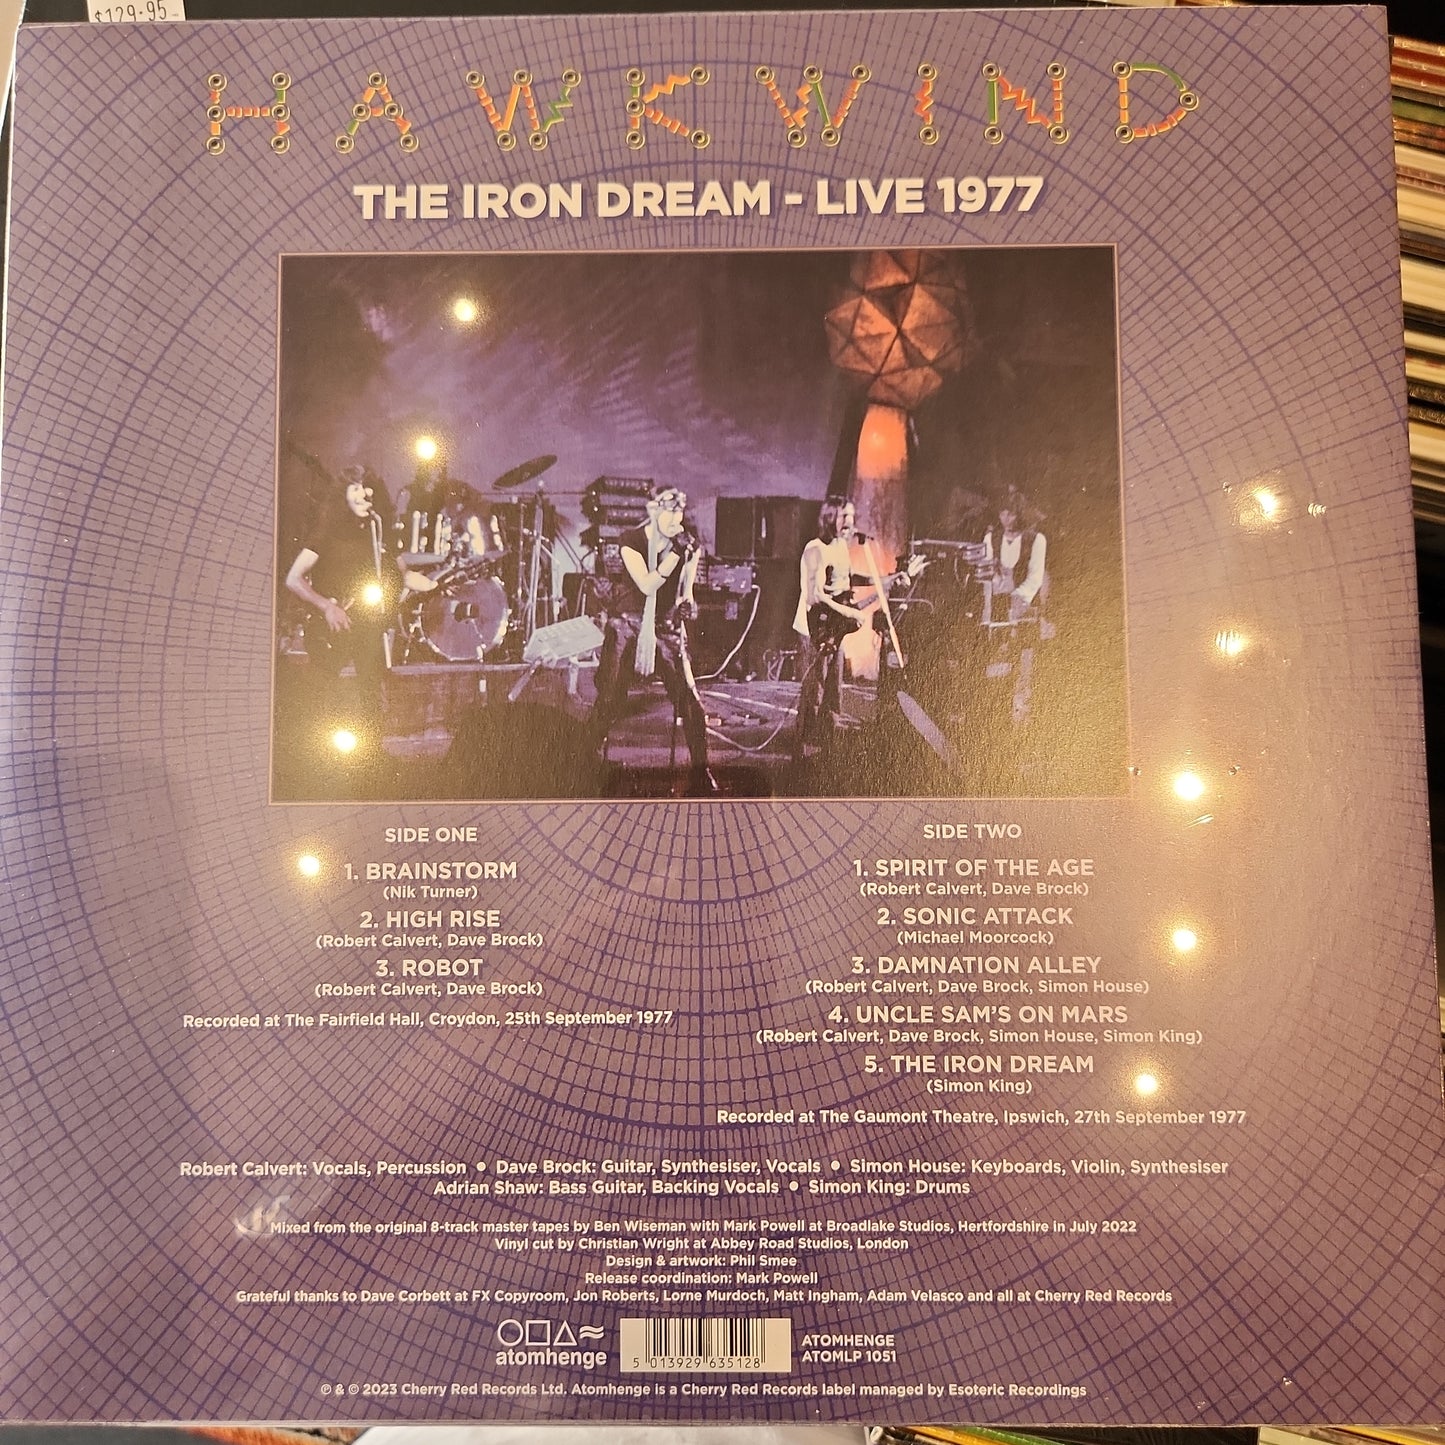 $129.95
HAWKWIND
THE IRON DREAM - LIVE 1977
SIDE ONE
1. BRAINSTORM
(Nik Turner)
2. HIGH RISE
(Robert Calvert, Dave Brock)
3. ROBOT
(Robert Calvert, Dave Brock)
Recorded at The Fairfield Hall, Croydon, 25th September 1977
SIDE TWO
1. SPIRIT OF THE AGE
(Robert Calvert, Dave Brock)
2. SONIC ATTACK
(Michael Moorcock)
3. DAMNATION ALLEY
(Robert Calvert, Dave Brock, Simon House)
4. UNCLE SAM'S ON MARS
(Robert Calvert, Dave Brock, Simon House, Simon King)
5. THE IRON DREAM
(Simon King)
Recorded at The Gaumont Theatre, Ipswich, 27th September 1977
Robert Calvert: Vocals, Percussion • Dave Brock: Guitar, Synthesiser, Vocals • Simon House: Keyboards, Violin, Synthesiser
Adrian Shaw: Bass Guitar, Backing Vocals • Simon King: Drums
Mixed from the original 8-track master tapes by Ben Wiseman with Mark Powell at Broadlake Studios, Hertfordshire in July 2022
Vinyl cut by Christian Wright at Abbey Road Studios, London
Design & artwork: Phil Smee
Release coordination: Mark Powell
Grateful thanks to Dave Corbett at FX Copyroom, Jon Roberts, Lorne Murdoch, Matt Ingham, Adam Velasco and all at Cherry Red Records
atomhenge
5 013929 635128
ATOMHENGE
ATOMLP 1051
℗ & © 2023 Cherry Red Records Ltd. Atomhenge is a Cherry Red Records label managed by Esoteric Recordings